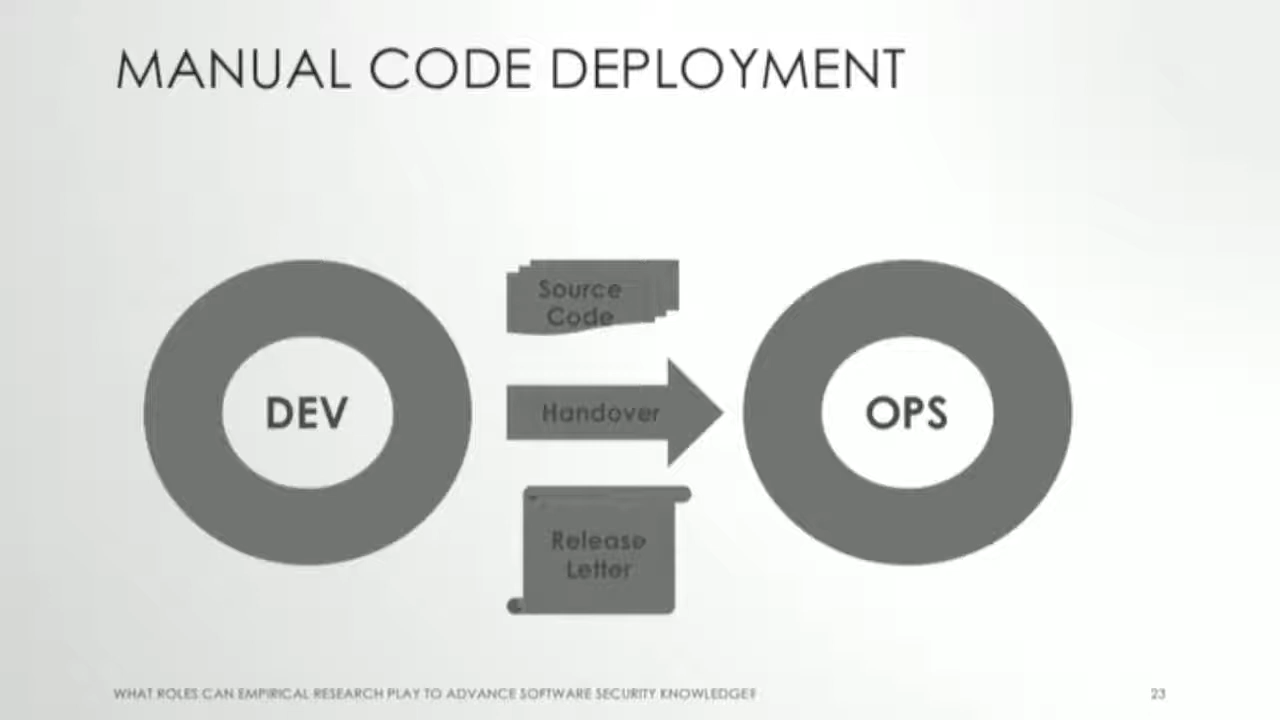 MANUAL CODE DEPLOYMENT
Source
Code
DEV
Handover
OPS
Release
Letter
WHAT ROLES CAN EMPIRICAL RESEARCH PLAY TO ADVANCE SOFTWARE SECURITY KNOWLEDGE?
23